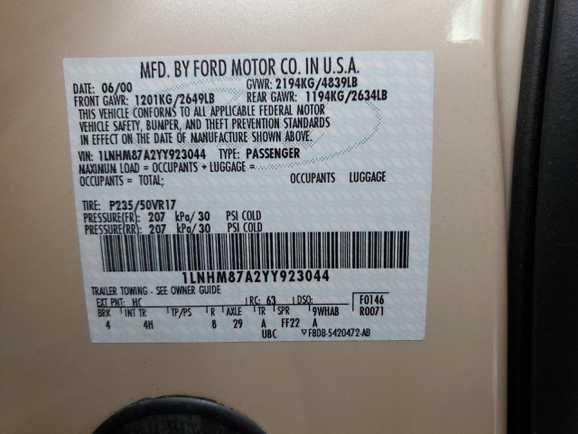 MFD. BY FORD MOTOR CO. IN U.S.A.
DATE: 06/00 GVWR: 2194KG/4839LB
FRONT GAWR: 1201KG/2649LB REAR GAWR: 1194KG/2634LB
THIS VEHICLE CONFORMS TO ALL APPLICABLE FEDERAL MOTOR
VEHICLE SAFETY, BUMPER, AND THEFT PREVENTION STANDARDS
IN EFFECT ON THE DATE OF MANUFACTURE SHOWN ABOVE.
VIN: 1LNHM87A2YY923044 TYPE: PASSENGER
MAXIMUM LOAD = OCCUPANTS + LUGGAGE =
OCCUPANTS = TOTAL; OCCUPANTS LUGGAGE
TIRE: P235/50VR17
PRESSURE(FR): 207 kPa/30 PSI COLD
PRESSURE(RR): 207 kPa/30 PSI COLD
1LNHM87A2YY923044
TRAILER TOWING - SEE OWNER GUIDE
EXT PNT: HC RC: 63 DSO: F0146
BRK INT TR TP/PS R AXLE TR SPR 9WHAB R0071
4 4H 8 29 A FF22 A
UBC F8DB-5420472-AB